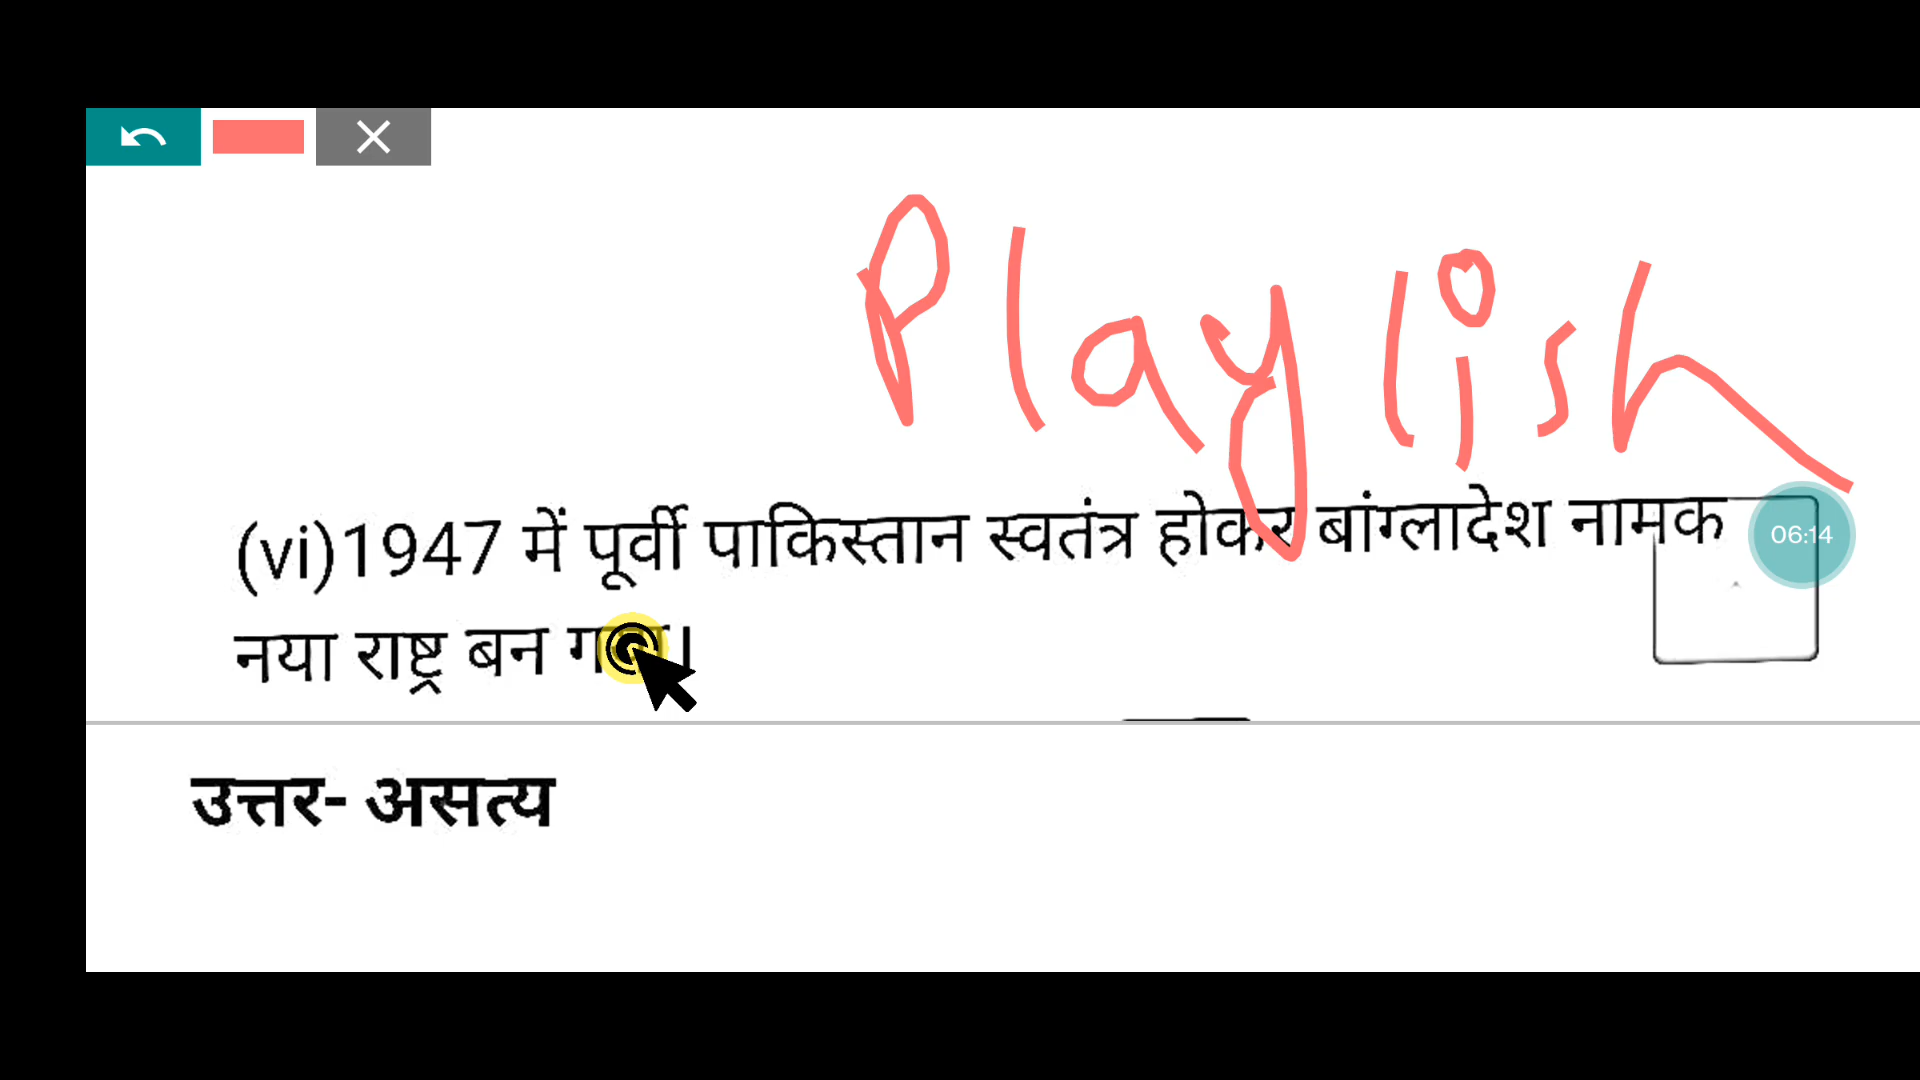 Playlish
(vi)1947 में पूर्वी पाकिस्तान स्वतंत्र होकर बांग्लादेश नामक
06:14
नया राष्ट्र बन गया।
उत्तर- असत्य